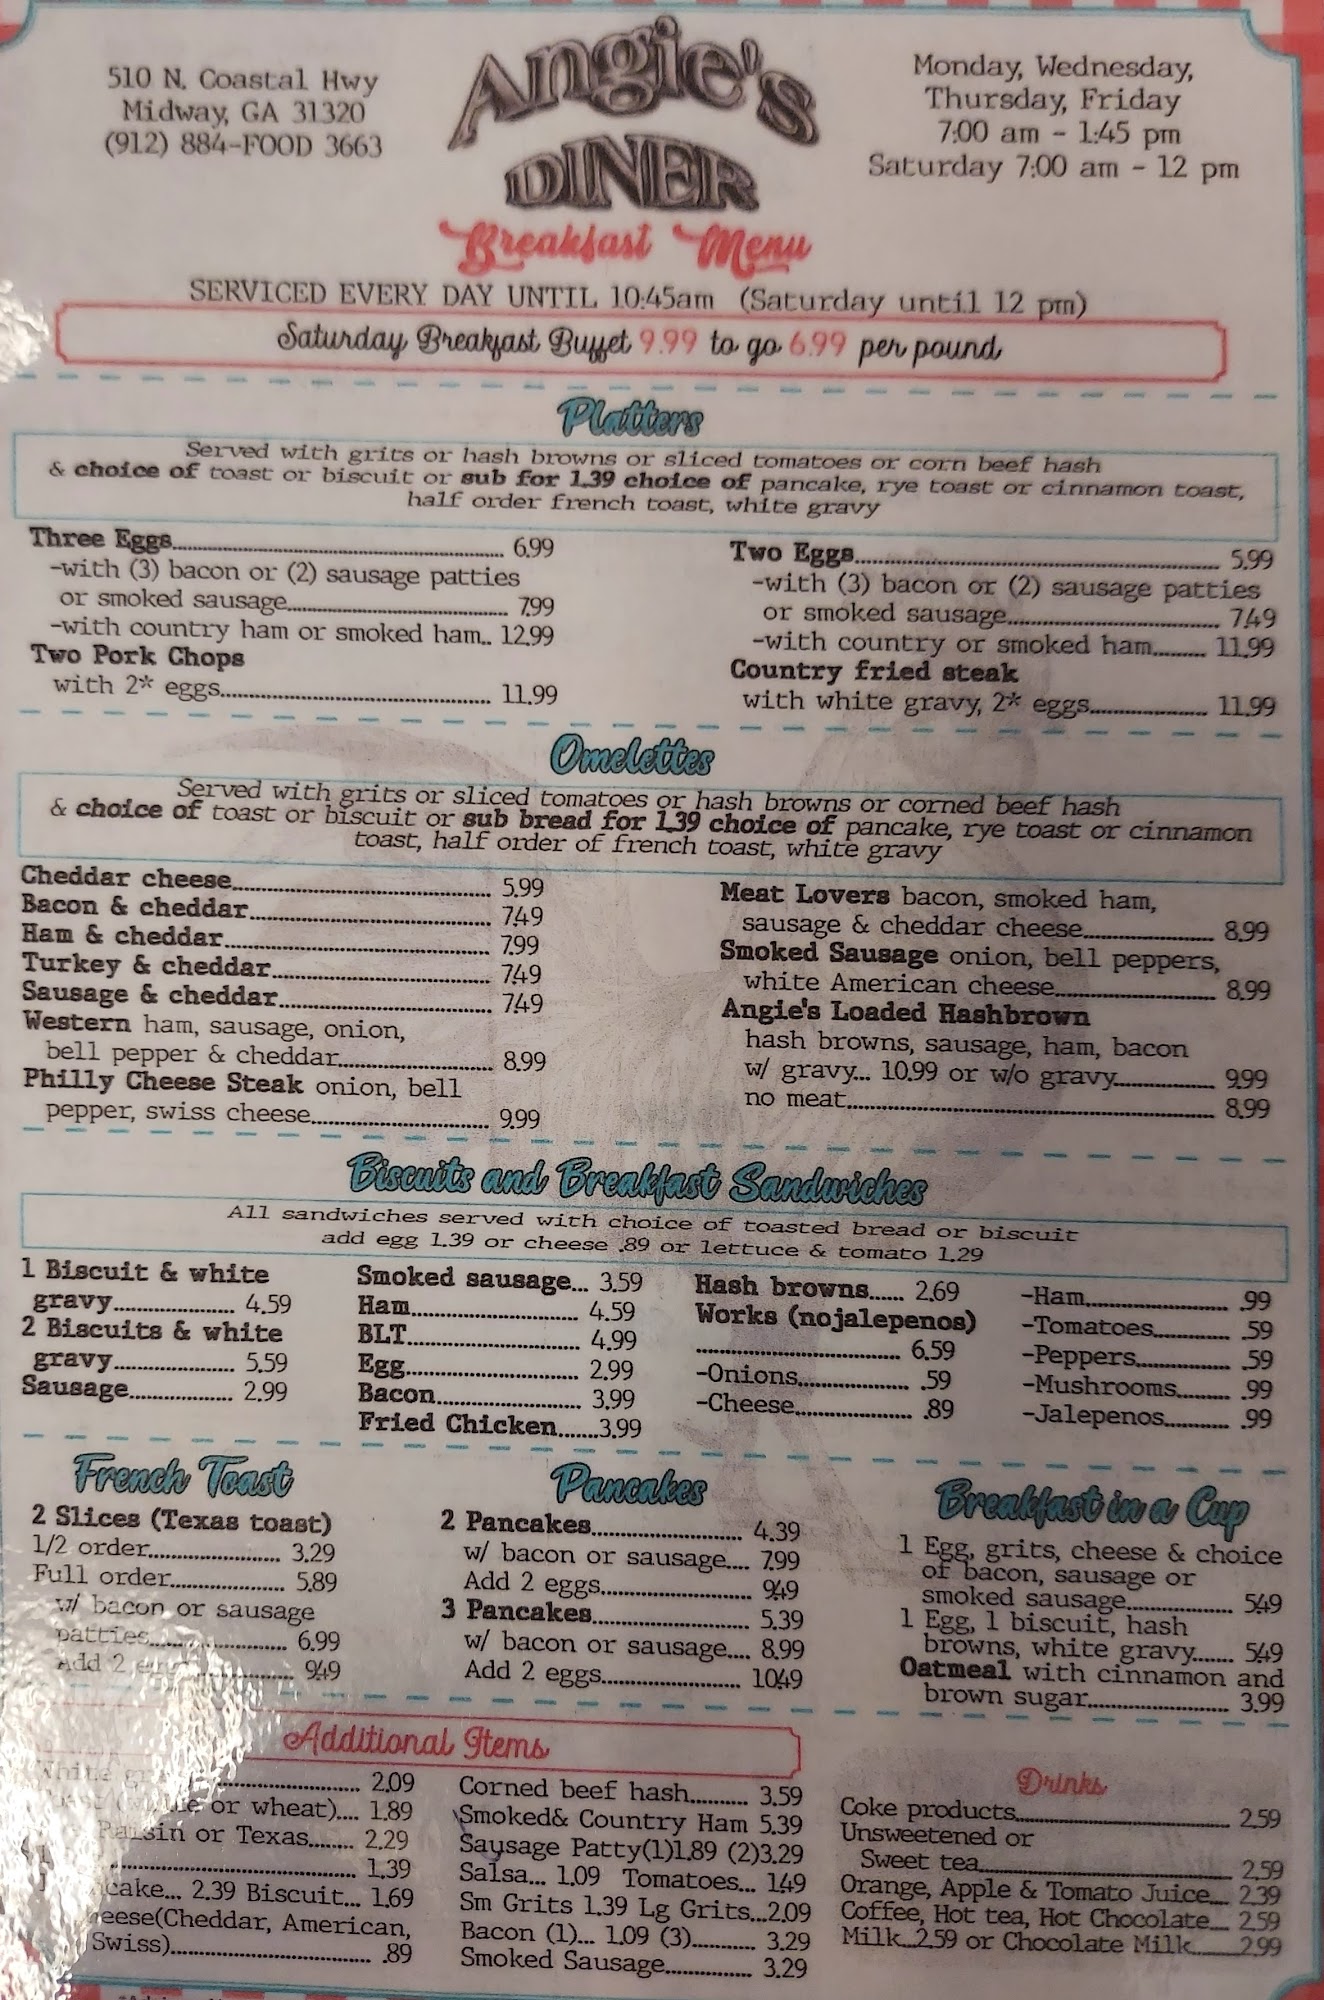 510 N. Coastal Hwy
Midway, GA 31320
(912) 884-FOOD 3663
Angie's
DINER
Monday, Wednesday,
Thursday, Friday
7:00 am - 1:45 pm
Saturday 7:00 am - 12 pm
Breakfast Menu
SERVICED EVERY DAY UNTIL 10:45am (Saturday until 12 pm)
Saturday Breakfast Buffet 9.99 to go 6.99 per pound
Platters
Served with grits or hash browns or sliced tomatoes or corn beef hash
& choice of toast or biscuit or sub for 1.39 choice of pancake, rye toast or cinnamon toast,
half order french toast, white gravy
Three Eggs 6.99
-with (3) bacon or (2) sausage patties
or smoked sausage 7.99
-with country ham or smoked ham.. 12.99
Two Pork Chops
with 2* eggs 11.99
Two Eggs 5.99
-with (3) bacon or (2) sausage patties
or smoked sausage 7.49
-with country or smoked ham 11.99
Country fried steak
with white gravy, 2* eggs 11.99
Omelettes
Served with grits or sliced tomatoes or hash browns or corned beef hash
& choice of toast or biscuit or sub bread for 1.39 choice of pancake, rye toast or cinnamon
toast, half order of french toast, white gravy
Cheddar cheese 5.99
Bacon & cheddar 7.49
Ham & cheddar 7.99
Turkey & cheddar 7.49
Sausage & cheddar 7.49
Western ham, sausage, onion,
bell pepper & cheddar 8.99
Philly Cheese Steak onion, bell
pepper, swiss cheese 9.99
Meat Lovers bacon, smoked ham,
sausage & cheddar cheese 8.99
Smoked Sausage onion, bell peppers,
white American cheese 8.99
Angie's Loaded Hashbrown
hash browns, sausage, ham, bacon
w/ gravy... 10.99 or w/o gravy 9.99
no meat 8.99
Biscuits and Breakfast Sandwiches
All sandwiches served with choice of toasted bread or biscuit
add egg 1.39 or cheese .89 or lettuce & tomato 1.29
1 Biscuit & white
gravy 4.59
2 Biscuits & white
gravy 5.59
Sausage 2.99
Smoked sausage... 3.59
Ham 4.59
BLT 4.99
Egg 2.99
Bacon 3.99
Fried Chicken 3.99
Hash browns 2.69
Works (nojalepenos)
6.59
-Onions .59
-Cheese .89
-Ham .99
-Tomatoes .59
-Peppers .59
-Mushrooms .99
-Jalepenos .99
French Toast
2 Slices (Texas toast)
1/2 order 3.29
Full order 5.89
w/ bacon or sausage
patties 6.99
Add 2 9.49
Pancakes
2 Pancakes 4.39
w/ bacon or sausage 7.99
Add 2 eggs 9.49
3 Pancakes 5.39
w/ bacon or sausage 8.99
Add 2 eggs 10.49
Breakfast in a Cup
1 Egg, grits, cheese & choice
of bacon, sausage or
smoked sausage 5.49
1 Egg, 1 biscuit, hash
browns, white gravy 5.49
Oatmeal with cinnamon and
brown sugar 3.99
Additional Items
White 2.09
or wheat) 1.89
Raisin or Texas 2.29
1.39
2.39 Biscuit... 1.69
(Cheddar, American,
Swiss) .89
Corned beef hash 3.59
Smoked& Country Ham 5.39
Sausage Patty(1)1.89 (2)3.29
Salsa... 1.09 Tomatoes... 1.49
Sm Grits 1.39 Lg Grits...2.09
Bacon (1)... 1.09 (3) 3.29
Smoked Sausage 3.29
Drinks
Coke products 2.59
Unsweetened or
Sweet tea 2.59
Orange, Apple & Tomato Juice 2.39
Coffee, Hot tea, Hot Chocolate 2.59
Milk 2.59 or Chocolate Milk 2.99